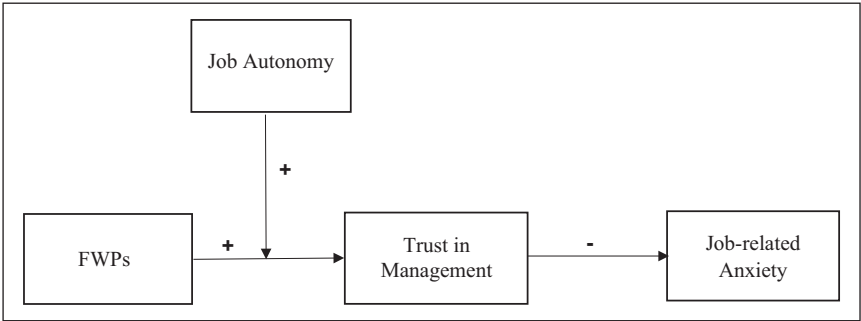 Job Autonomy
+
FWPs
+
Trust in
Management
-
Job-related
Anxiety